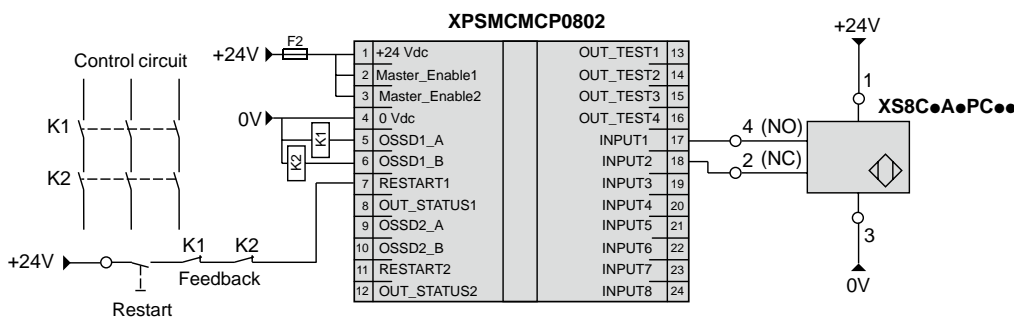 XPSMCMCP0802
+24V
F2
1 +24 Vdc
2 Master_Enable1
3 Master_Enable2
4 0 Vdc
5 OSSD1_A
6 OSSD1_B
7 RESTART1
8 OUT_STATUS1
9 OSSD2_A
10 OSSD2_B
11 RESTART2
12 OUT_STATUS2
OUT_TEST1 13
OUT_TEST2 14
OUT_TEST3 15
OUT_TEST4 16
INPUT1 17
INPUT2 18
INPUT3 19
INPUT4 20
INPUT5 21
INPUT6 22
INPUT7 23
INPUT8 24
Control circuit
K1
K2
0V
K1
K2
+24V
K1
K2
Feedback
Restart
+24V
1
XS8C●A●PC●●
4 (NO)
2 (NC)
3
0V